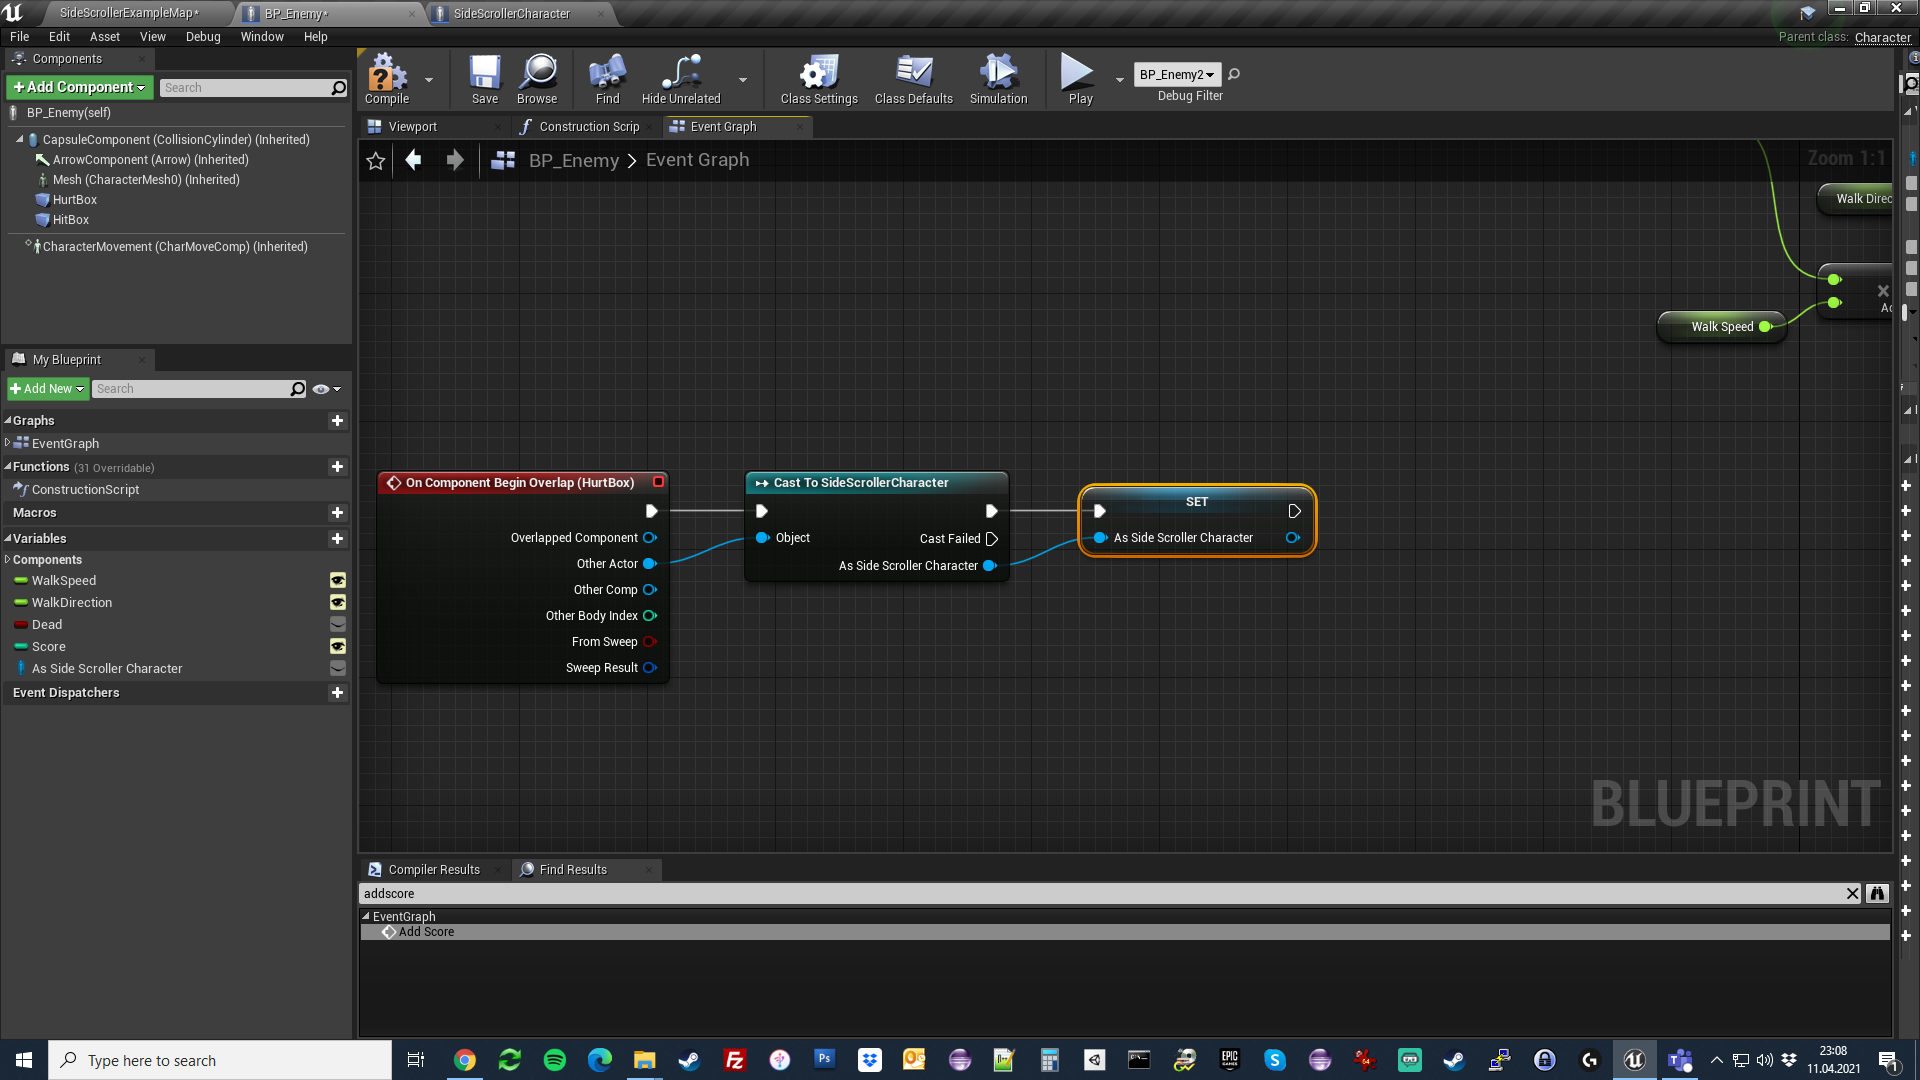 SideScrollerExampleMap*
BP_Enemy*
SideScrollerCharacter
File Edit Asset View Debug Window Help
Parent class: Character
Components
+Add Component
Search
BP_Enemy(self)
CapsuleComponent (CollisionCylinder) (Inherited)
ArrowComponent (Arrow) (Inherited)
Mesh (CharacterMesh0) (Inherited)
HurtBox
HitBox
CharacterMovement (CharMoveComp) (Inherited)
Compile
Save
Browse
Find
Hide Unrelated
Class Settings
Class Defaults
Simulation
Play
BP_Enemy2
Debug Filter
Viewport
Construction Scrip
Event Graph
BP_Enemy > Event Graph
Zoom 1:1
My Blueprint
+Add New
Search
Graphs
EventGraph
Functions (31 Overridable)
ConstructionScript
Macros
Variables
Components
WalkSpeed
WalkDirection
Dead
Score
As Side Scroller Character
Event Dispatchers
Walk Direc
Walk Speed
On Component Begin Overlap (HurtBox)
Overlapped Component
Other Actor
Other Comp
Other Body Index
From Sweep
Sweep Result
Cast To SideScrollerCharacter
Object
Cast Failed
As Side Scroller Character
SET
As Side Scroller Character
BLUEPRINT
Compiler Results
Find Results
addscore
EventGraph
Add Score
Type here to search
23:08
11.04.2021